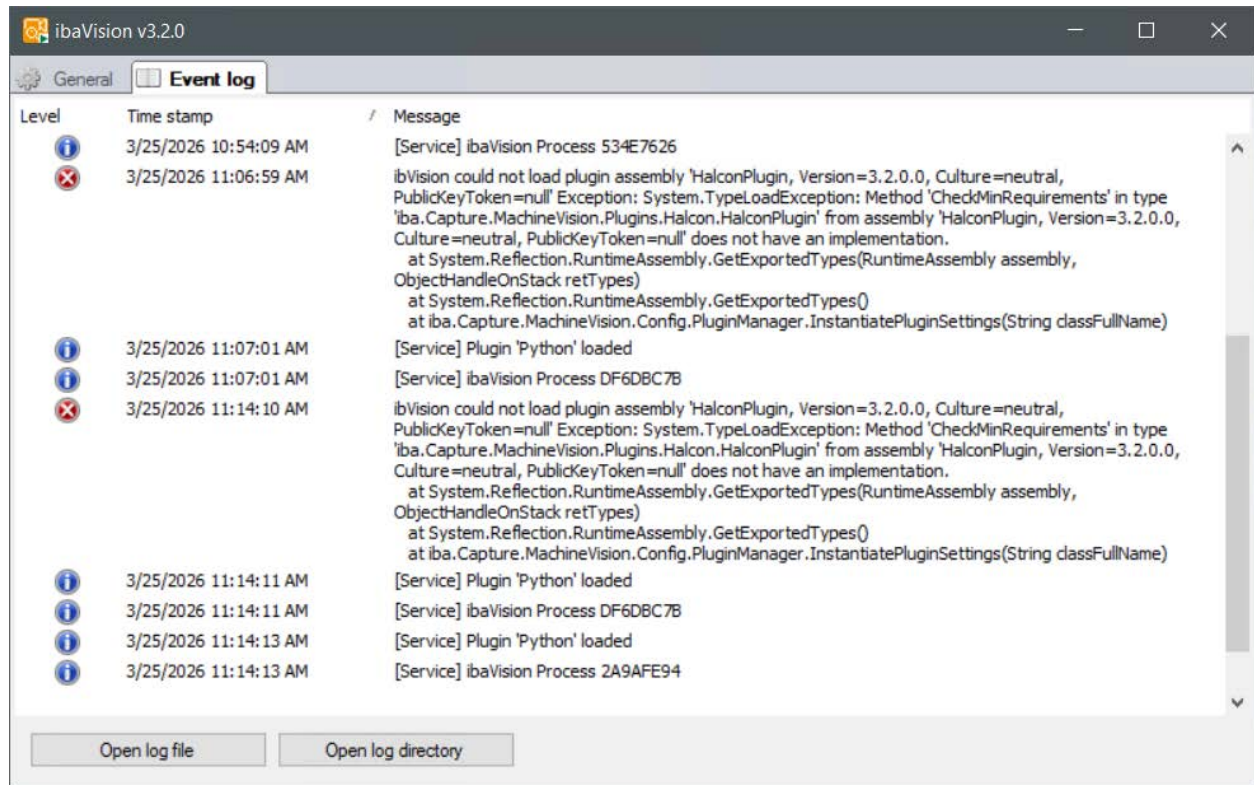 ibaVision v3.2.0
General
Event log
Level Time stamp / Message
3/25/2026 10:54:09 AM [Service] ibaVision Process 534E7626
3/25/2026 11:06:59 AM ibVision could not load plugin assembly 'HalconPlugin, Version=3.2.0.0, Culture=neutral,
PublicKeyToken=null' Exception: System.TypeLoadException: Method 'CheckMinRequirements' in type
'iba.Capture.MachineVision.Plugins.Halcon.HalconPlugin' from assembly 'HalconPlugin, Version=3.2.0.0,
Culture=neutral, PublicKeyToken=null' does not have an implementation.
at System.Reflection.RuntimeAssembly.GetExportedTypes(RuntimeAssembly assembly,
ObjectHandleOnStack retTypes)
at System.Reflection.RuntimeAssembly.GetExportedTypes()
at iba.Capture.MachineVision.Config.PluginManager.InstantiatePluginSettings(String classFullName)
3/25/2026 11:07:01 AM [Service] Plugin 'Python' loaded
3/25/2026 11:07:01 AM [Service] ibaVision Process DF6DBC7B
3/25/2026 11:14:10 AM ibVision could not load plugin assembly 'HalconPlugin, Version=3.2.0.0, Culture=neutral,
PublicKeyToken=null' Exception: System.TypeLoadException: Method 'CheckMinRequirements' in type
'iba.Capture.MachineVision.Plugins.Halcon.HalconPlugin' from assembly 'HalconPlugin, Version=3.2.0.0,
Culture=neutral, PublicKeyToken=null' does not have an implementation.
at System.Reflection.RuntimeAssembly.GetExportedTypes(RuntimeAssembly assembly,
ObjectHandleOnStack retTypes)
at System.Reflection.RuntimeAssembly.GetExportedTypes()
at iba.Capture.MachineVision.Config.PluginManager.InstantiatePluginSettings(String classFullName)
3/25/2026 11:14:11 AM [Service] Plugin 'Python' loaded
3/25/2026 11:14:11 AM [Service] ibaVision Process DF6DBC7B
3/25/2026 11:14:13 AM [Service] Plugin 'Python' loaded
3/25/2026 11:14:13 AM [Service] ibaVision Process 2A9AFE94
Open log file
Open log directory